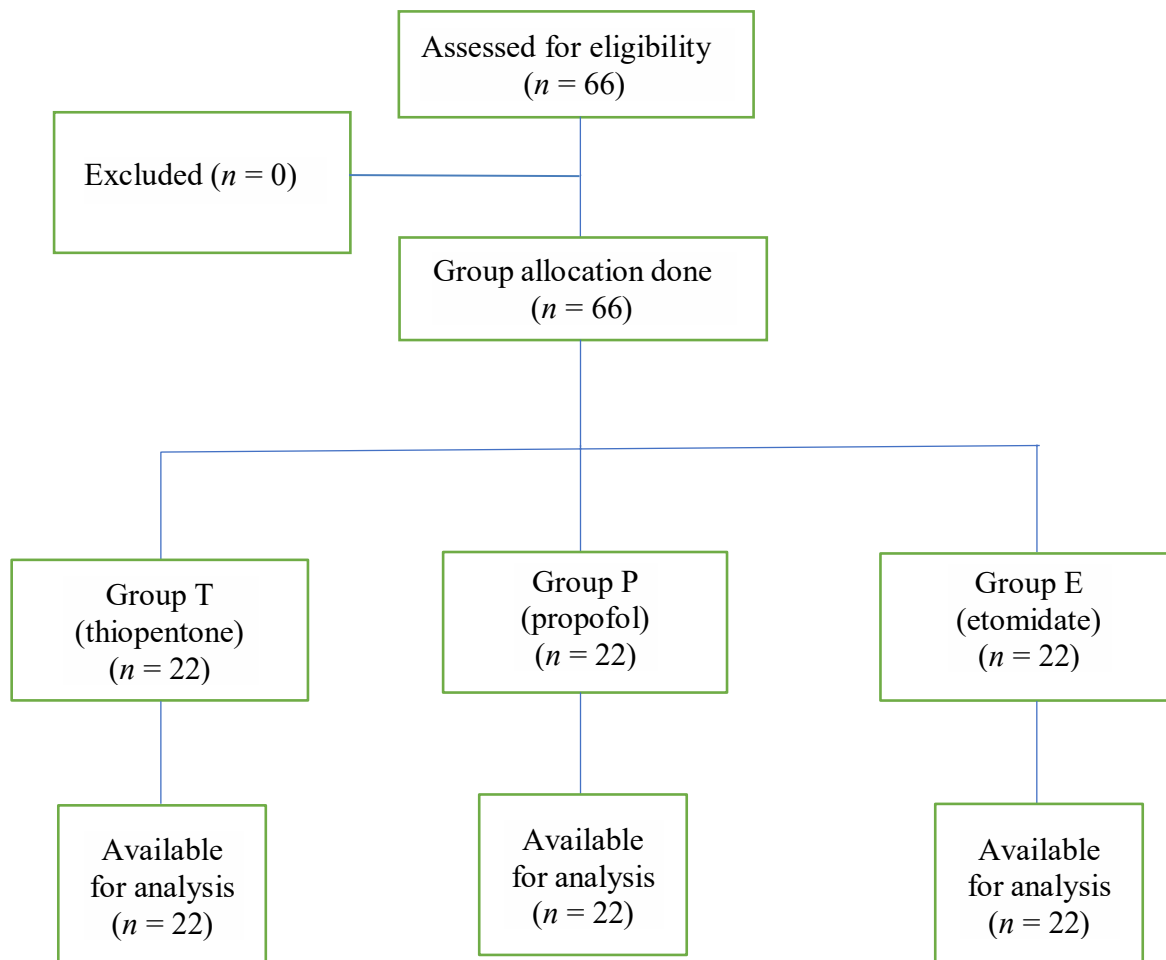 Assessed for eligibility
(n = 66)
Excluded (n = 0)
Group allocation done
(n = 66)
Group T
(thiopentone)
(n = 22)
Group P
(propofol)
(n = 22)
Group E
(etomidate)
(n = 22)
Available
for analysis
(n = 22)
Available
for analysis
(n = 22)
Available
for analysis
(n = 22)